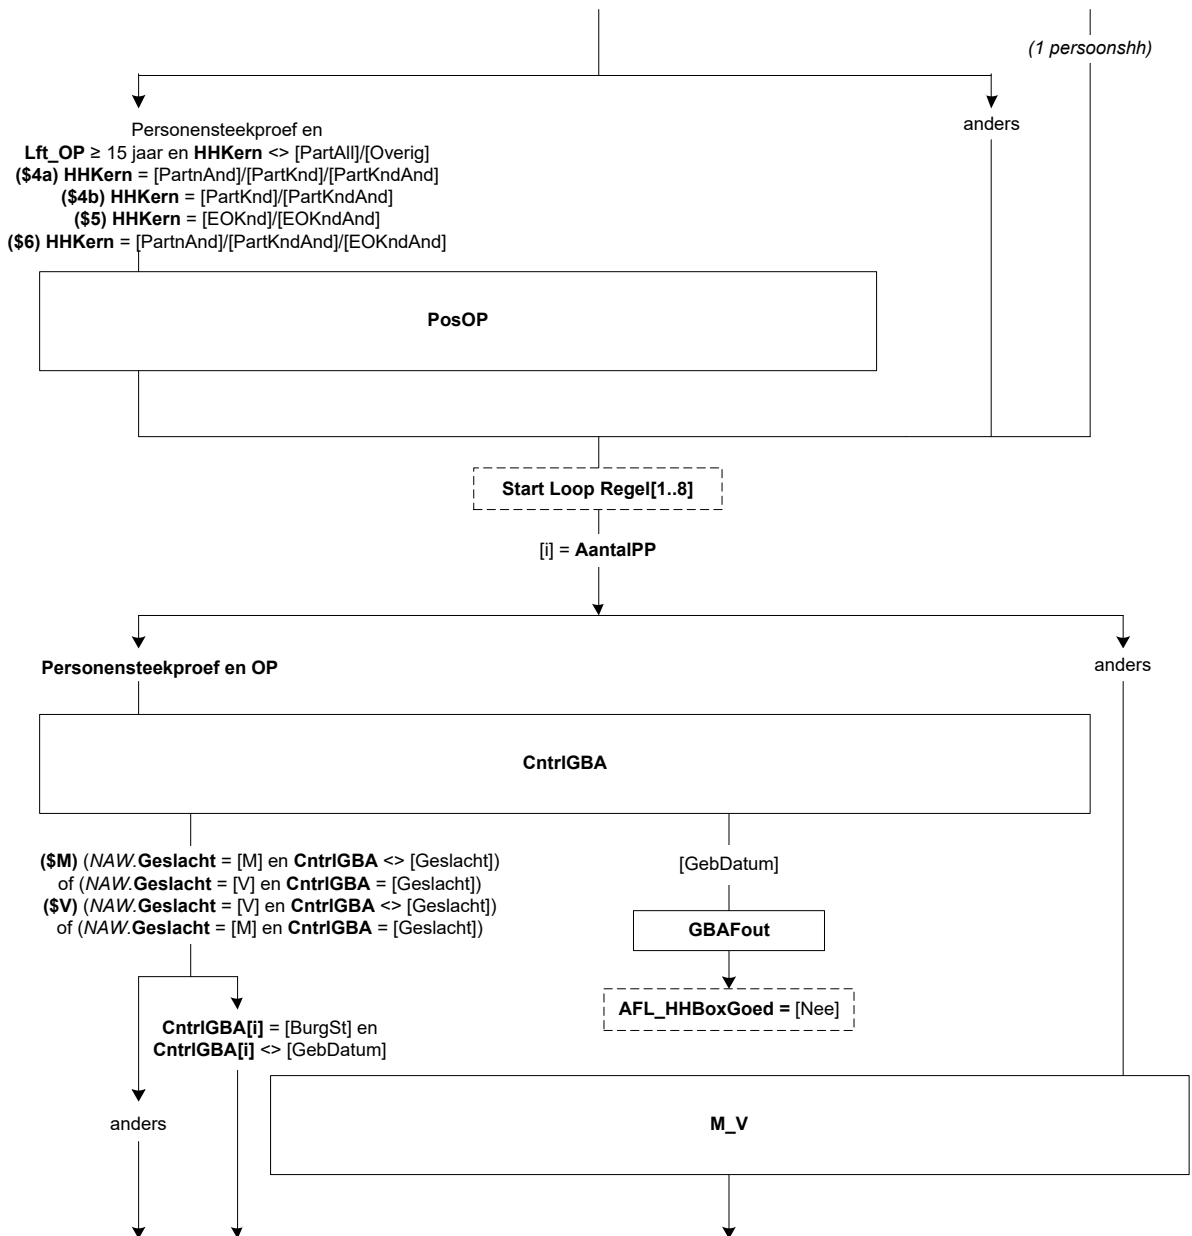 (1 persoonshh)
Personensteekproef en
Lft_OP ≥ 15 jaar en HHKern <> [PartAll]/[Overig]
($4a) HHKern = [PartnAnd]/[PartKnd]/[PartKndAnd]
($4b) HHKern = [PartKnd]/[PartKndAnd]
($5) HHKern = [EOKnd]/[EOKndAnd]
($6) HHKern = [PartnAnd]/[PartKndAnd]/[EOKndAnd]
anders
PosOP
Start Loop Regel[1..8]
[i] = AantalPP
Personensteekproef en OP
anders
CntrlGBA
($M) (NAW.Geslacht = [M] en CntrlGBA <> [Geslacht])
of (NAW.Geslacht = [V] en CntrlGBA = [Geslacht])
($V) (NAW.Geslacht = [V] en CntrlGBA <> [Geslacht])
of (NAW.Geslacht = [M] en CntrlGBA = [Geslacht])
[GebDatum]
GBAFout
AFL_HHBoxGoed = [Nee]
CntrlGBA[i] = [BurgSt] en
CntrlGBA[i] <> [GebDatum]
anders
M_V